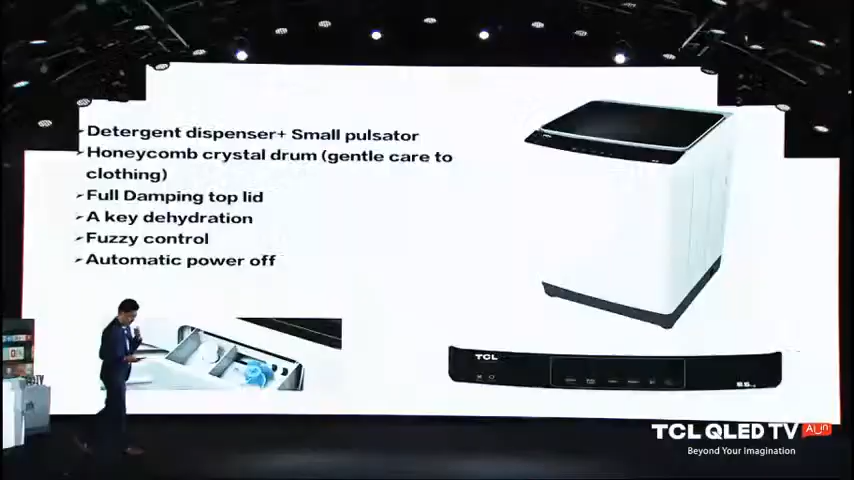 Detergent dispenser+ Small pulsator
Honeycomb crystal drum (gentle care to
clothing)
Full Damping top lid
A key dehydration
Fuzzy control
Automatic power off
TCL
TCL QLED TV
Beyond Your Imagination